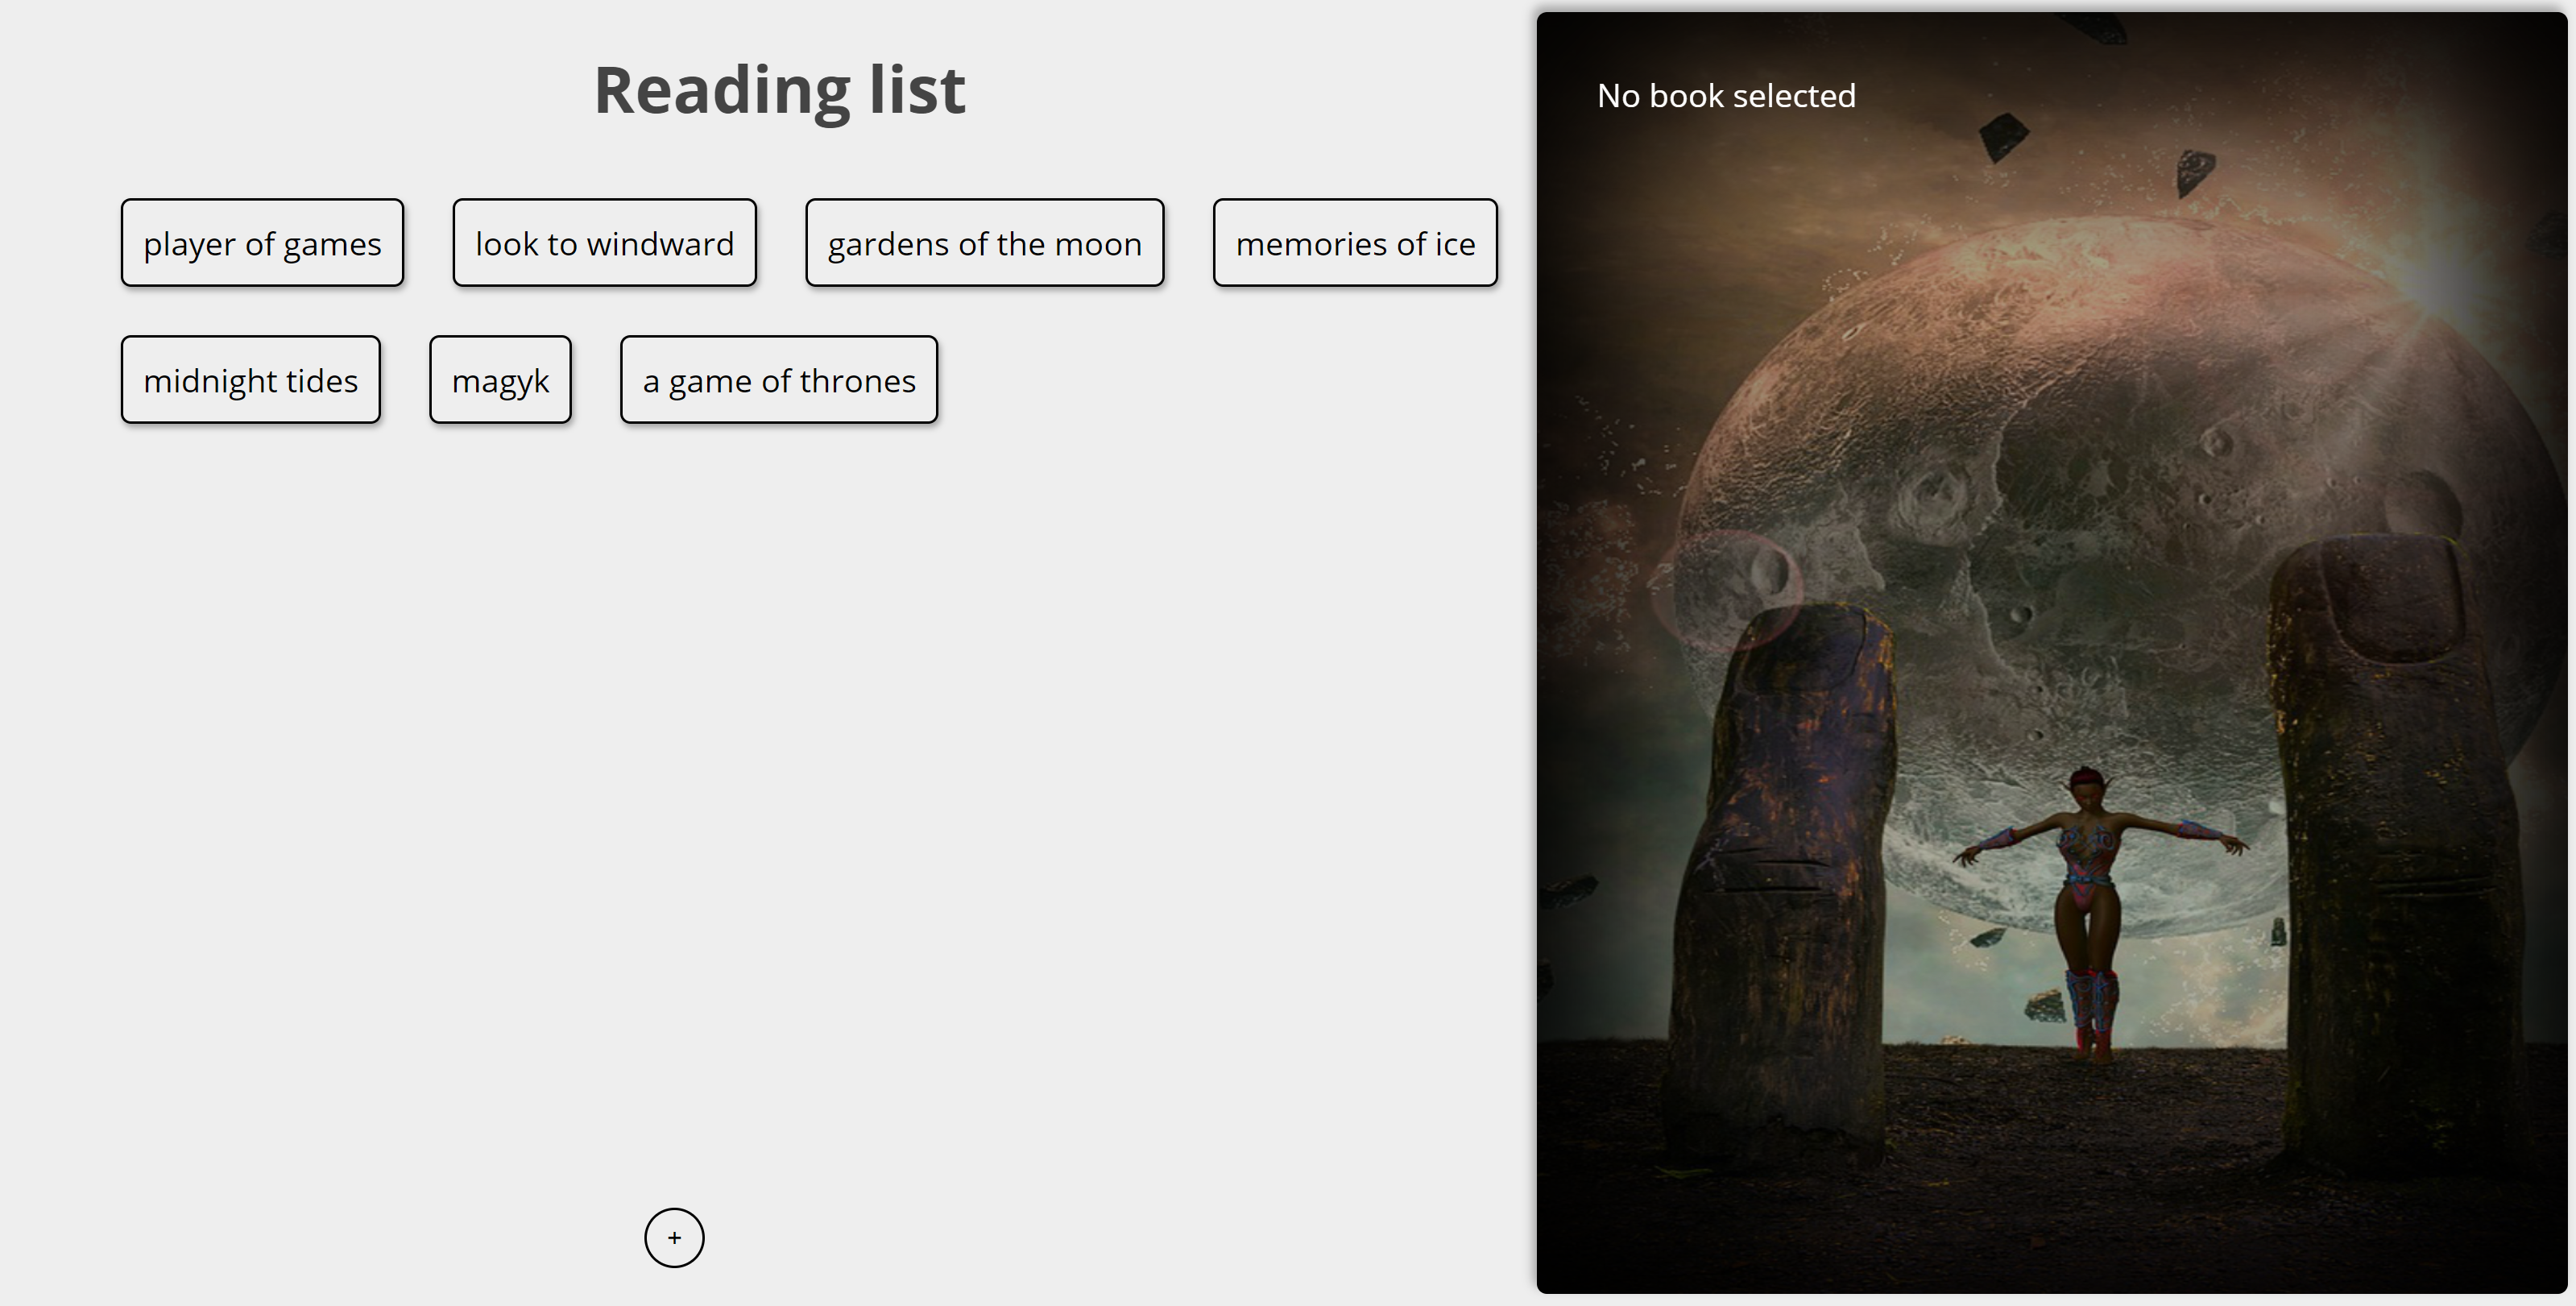 Reading list
player of games
look to windward
gardens of the moon
memories of ice
midnight tides
magyk
a game of thrones
+
No book selected